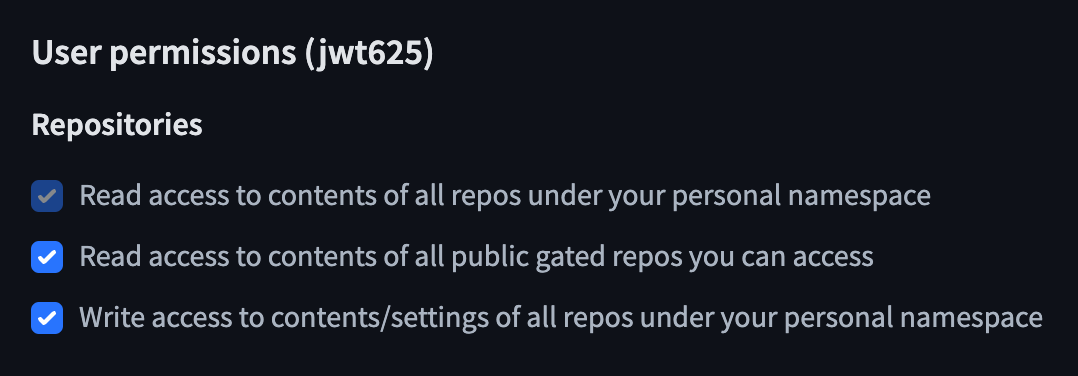 User permissions (jwt625)
Repositories
Read access to contents of all repos under your personal namespace
Read access to contents of all public gated repos you can access
Write access to contents/settings of all repos under your personal namespace